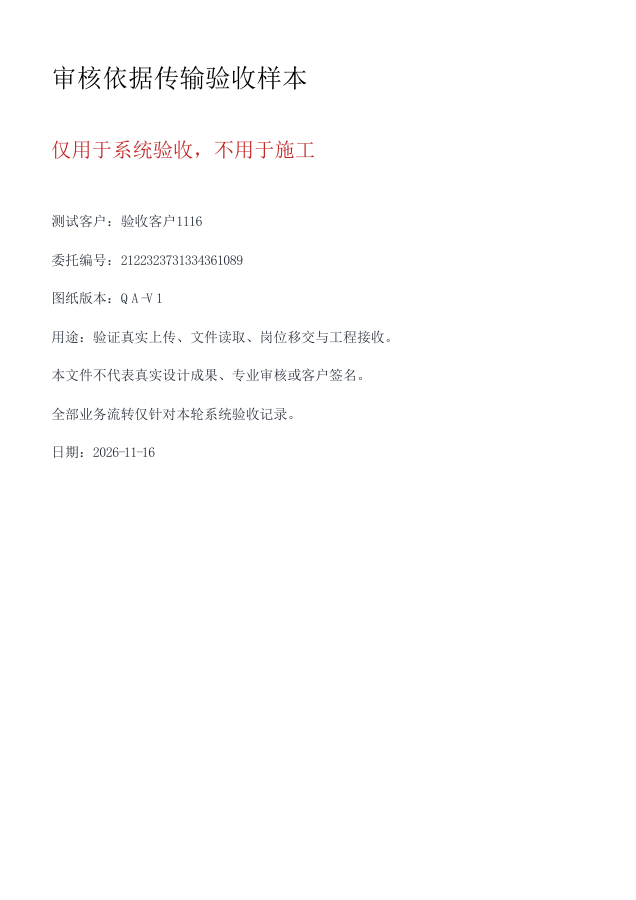 审核依据传输验收样本
仅用于系统验收，不用于施工
测试客户：验收客户1116
委托编号：2122323731334361089
图纸版本：QA-V1
用途：验证真实上传、文件读取、岗位移交与工程接收。
本文件不代表真实设计成果、专业审核或客户签名。
全部业务流转仅针对本轮系统验收记录。
日期：2026-11-16